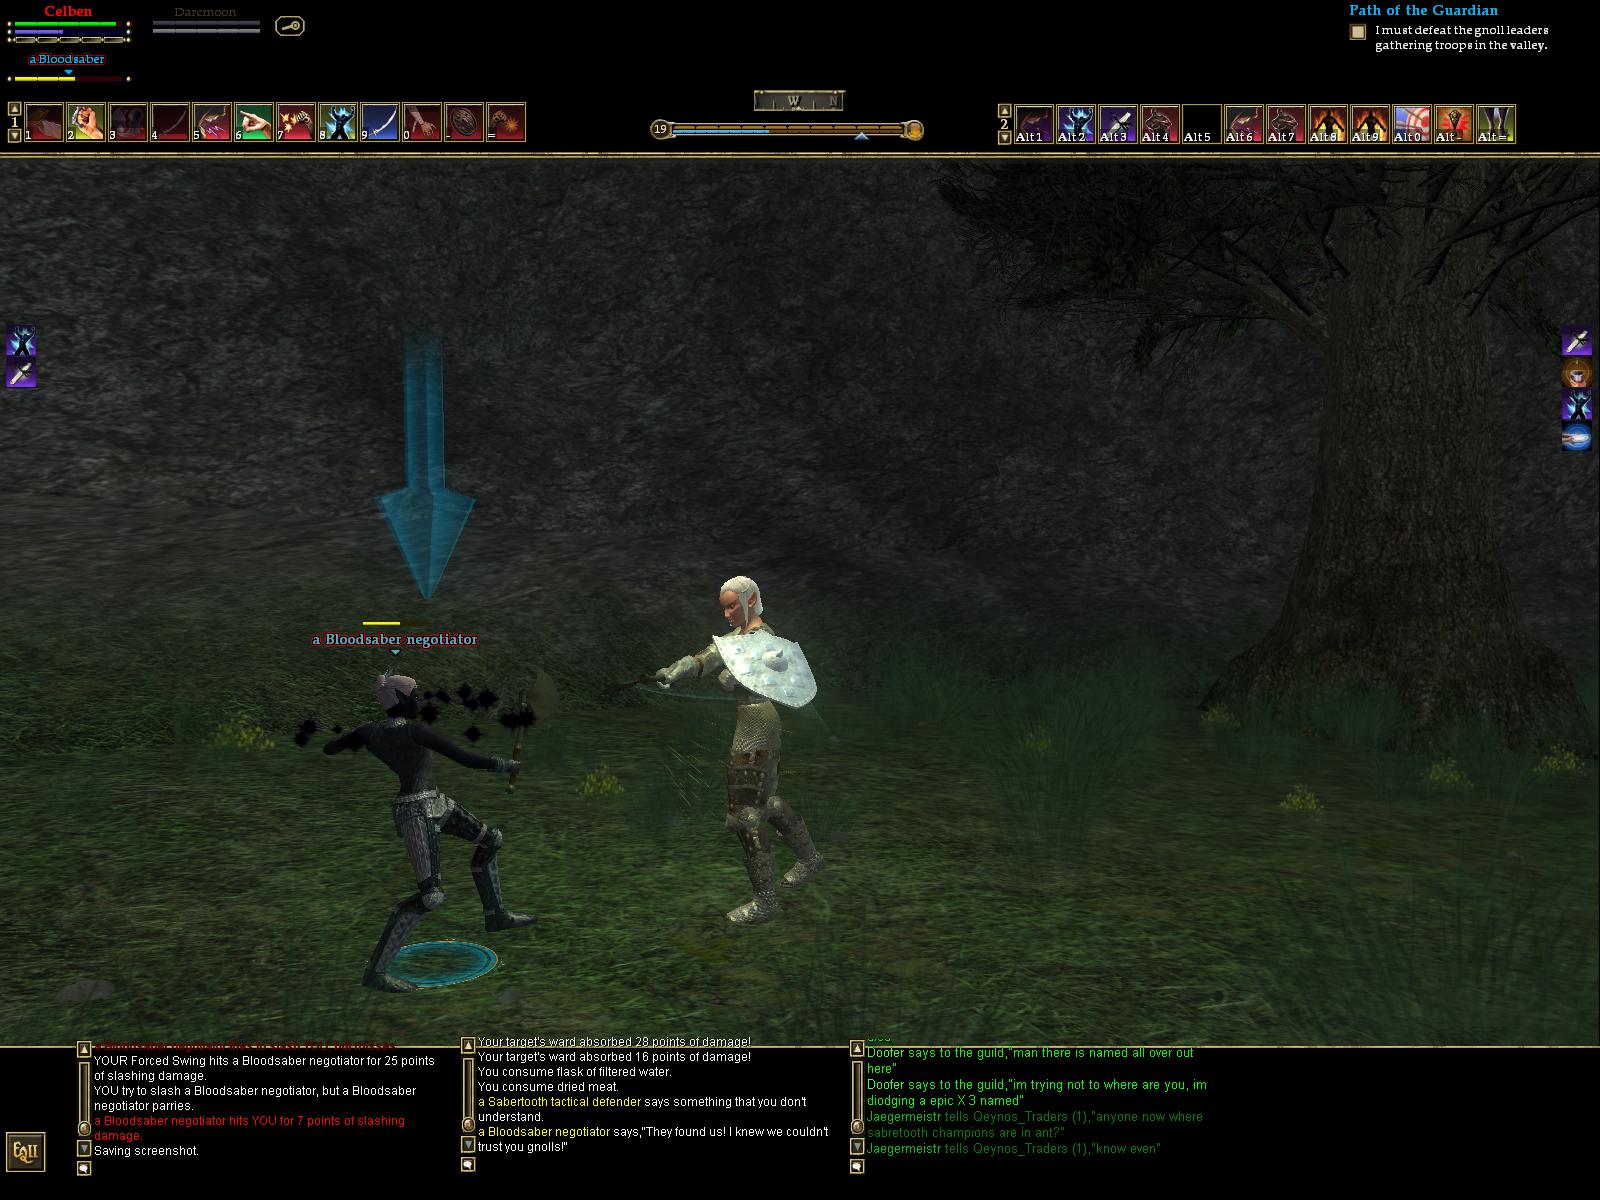 Celben
Darcmoon
a Bloodsaber
Path of the Guardian
I must defeat the gnoll leaders
gathering troops in the valley.
1
1 2 3 4 5 6 7 8 9 0 - =
W N
19
2
Alt1 Alt2 Alt3 Alt4 Alt5 Alt6 Alt7 Alt8 Alt9 Alt0 Alt- Alt=
a Bloodsaber negotiator
YOUR Forced Swing hits a Bloodsaber negotiator for 25 points
of slashing damage.
YOU try to slash a Bloodsaber negotiator, but a Bloodsaber
negotiator parries.
a Bloodsaber negotiator hits YOU for 7 points of slashing
damage.
Saving screenshot.
Your target's ward absorbed 28 points of damage!
Your target's ward absorbed 16 points of damage!
You consume flask of filtered water.
You consume dried meat.
a Sabertooth tactical defender says something that you don't
understand.
a Bloodsaber negotiator says,"They found us! I knew we couldn't
trust you gnolls!"
Doofer says to the guild,"man there is named all over out
here"
Doofer says to the guild,"im trying not to where are you, im
diodging a epic X 3 named"
Jaegermeistr tells Qeynos_Traders (1),"anyone now where
sabretooth champions are in ant?"
Jaegermeistr tells Qeynos_Traders (1),"know even"
EQII